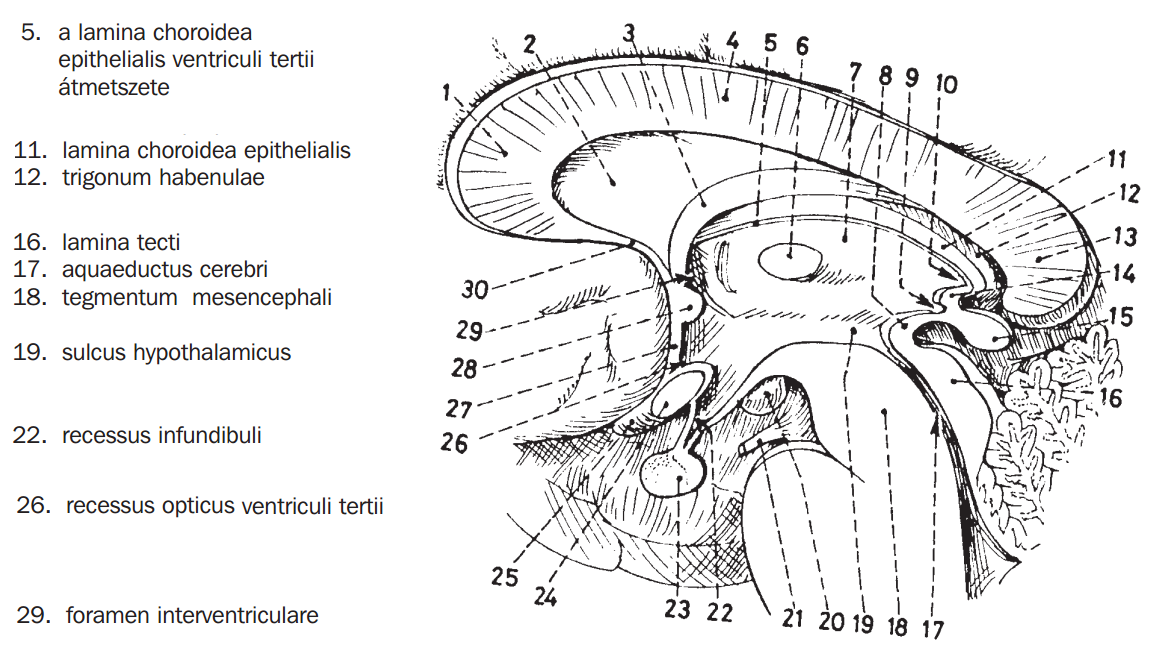 5. a lamina choroidea
epithelialis ventriculi tertii
átmetszete
11. lamina choroidea epithelialis
12. trigonum habenulae
16. lamina tecti
17. aquaeductus cerebri
18. tegmentum mesencephali
19. sulcus hypothalamicus
22. recessus infundibuli
26. recessus opticus ventriculi tertii
29. foramen interventriculare
1
2
3
4
5
6
7
8
9
10
11
12
13
14
15
16
30
29
28
27
26
25
24
23
22
21
20
19
18
17